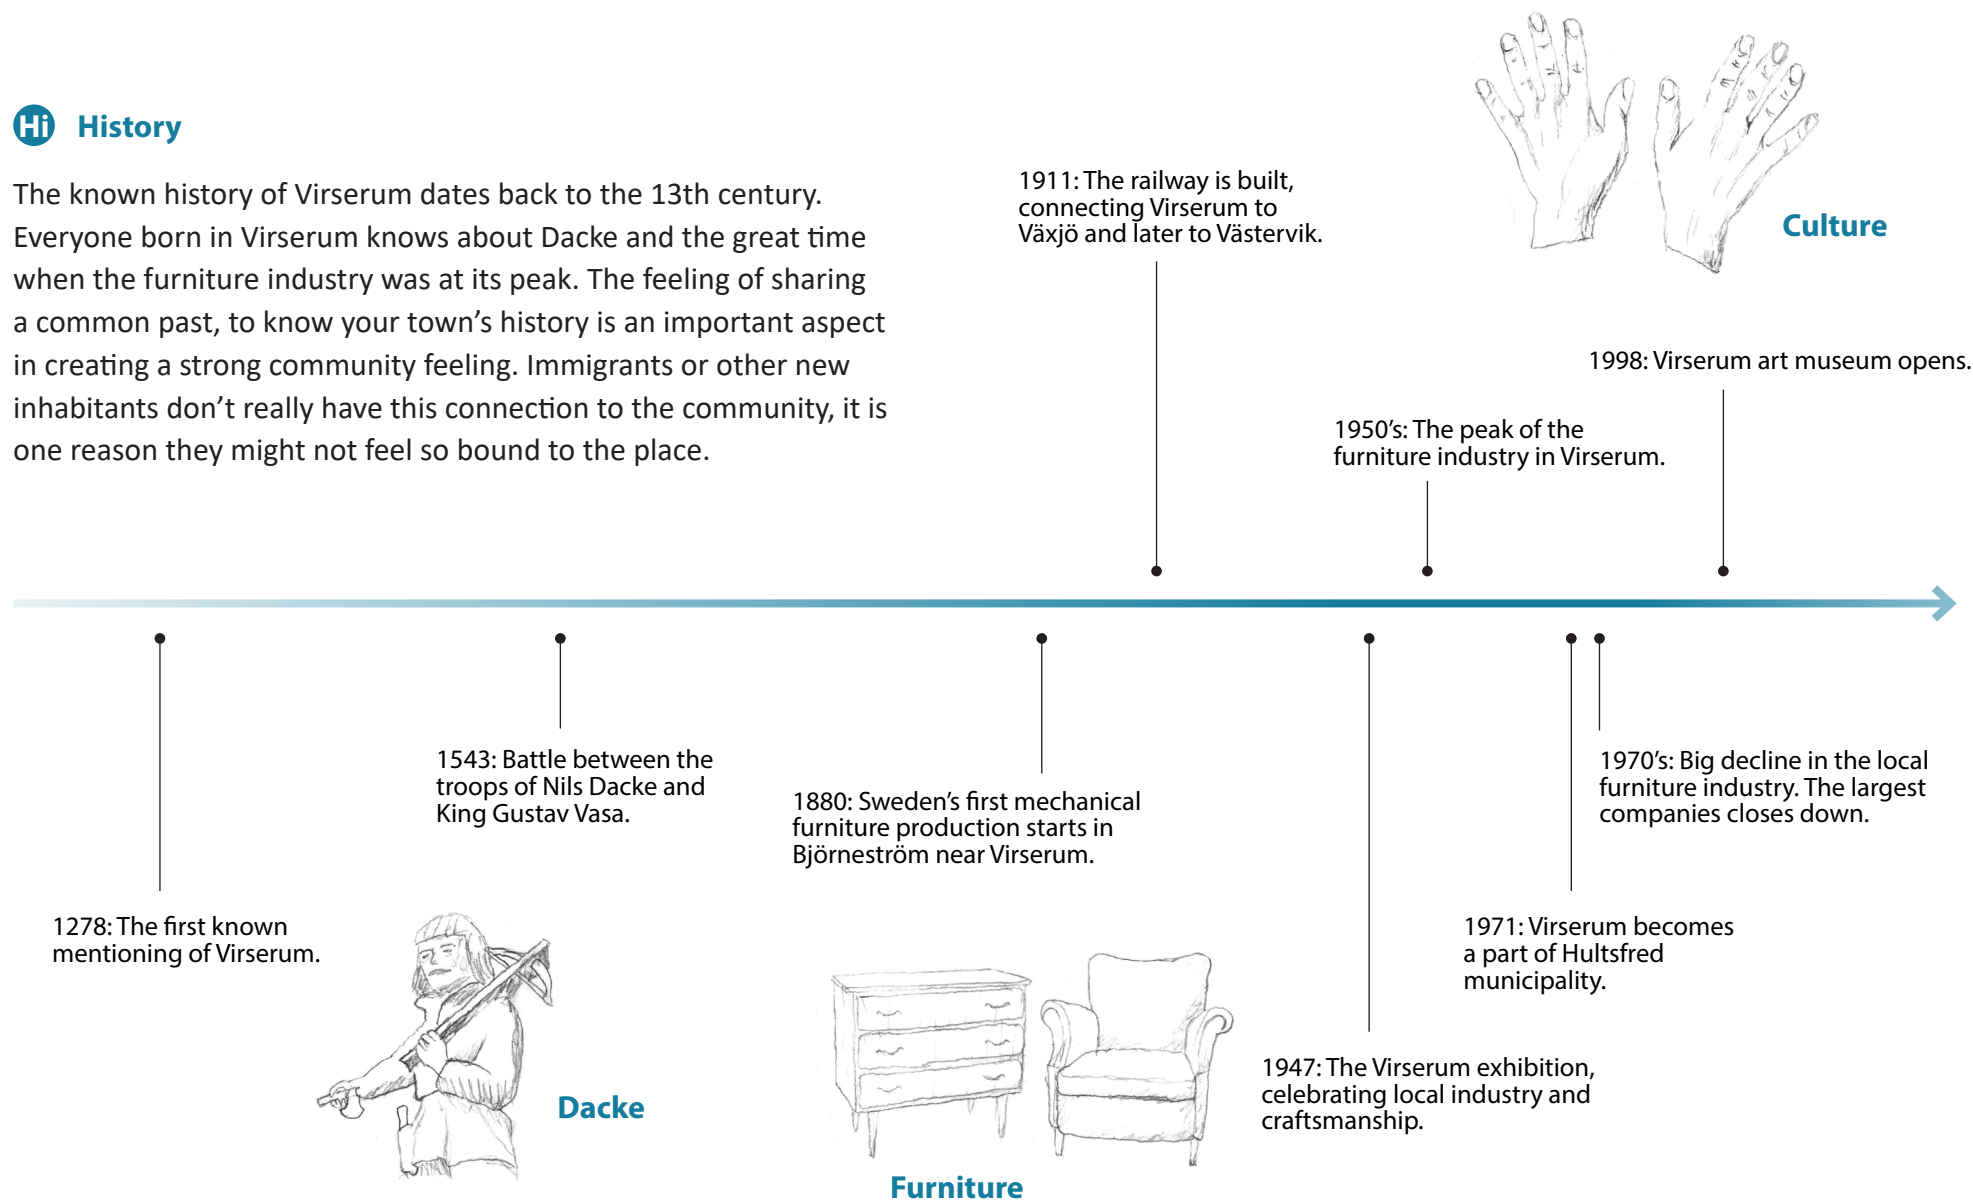 Hi History
The known history of Virserum dates back to the 13th century.
Everyone born in Virserum knows about Dacke and the great time
when the furniture industry was at its peak. The feeling of sharing
a common past, to know your town’s history is an important aspect
in creating a strong community feeling. Immigrants or other new
inhabitants don’t really have this connection to the community, it is
one reason they might not feel so bound to the place.
1911: The railway is built,
connecting Virserum to
Växjö and later to Västervik.
Culture
1998: Virserum art museum opens.
1950’s: The peak of the
furniture industry in Virserum.
1278: The first known
mentioning of Virserum.
1543: Battle between the
troops of Nils Dacke and
King Gustav Vasa.
Dacke
1880: Sweden’s first mechanical
furniture production starts in
Björneström near Virserum.
Furniture
1947: The Virserum exhibition,
celebrating local industry and
craftsmanship.
1971: Virserum becomes
a part of Hultsfred
municipality.
1970’s: Big decline in the local
furniture industry. The largest
companies closes down.